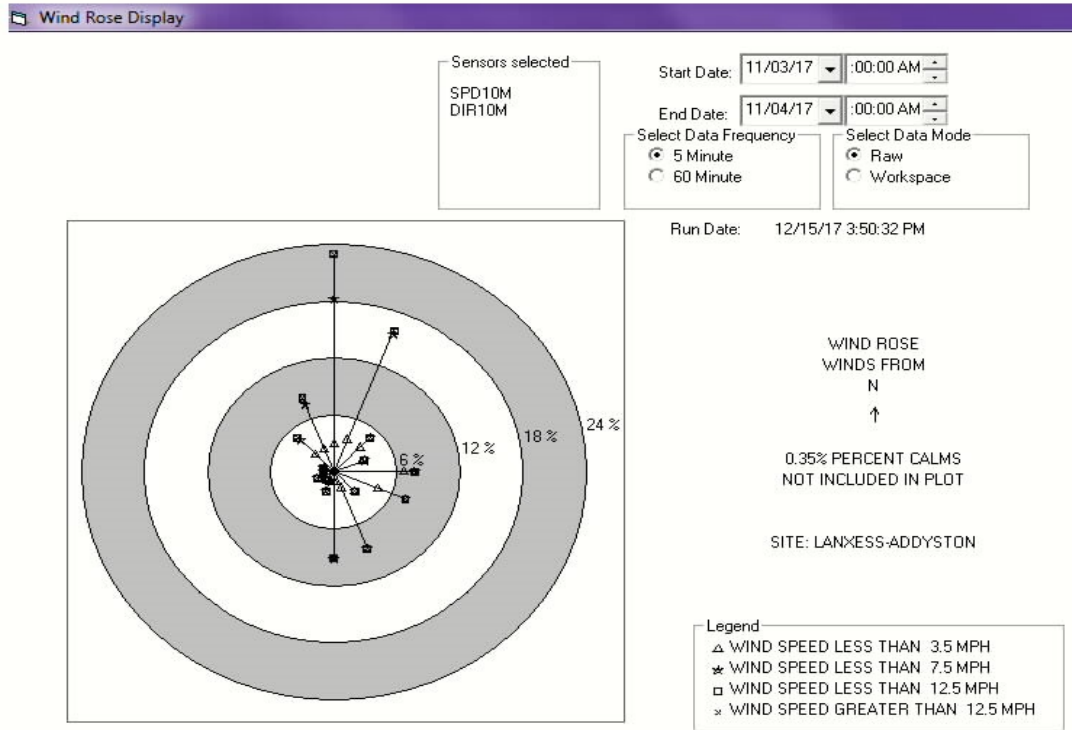 Wind Rose Display
Sensors selected
SPD10M
DIR10M
Start Date: 11/03/17 :00:00 AM
End Date: 11/04/17 :00:00 AM
Select Data Frequency
5 Minute
60 Minute
Select Data Mode
Raw
Workspace
Run Date: 12/15/17 3:50:32 PM
6 %
12 %
18 %
24 %
WIND ROSE
WINDS FROM
N
0.35% PERCENT CALMS
NOT INCLUDED IN PLOT
SITE: LANXESS-ADDYSTON
Legend
WIND SPEED LESS THAN 3.5 MPH
WIND SPEED LESS THAN 7.5 MPH
WIND SPEED LESS THAN 12.5 MPH
WIND SPEED GREATER THAN 12.5 MPH